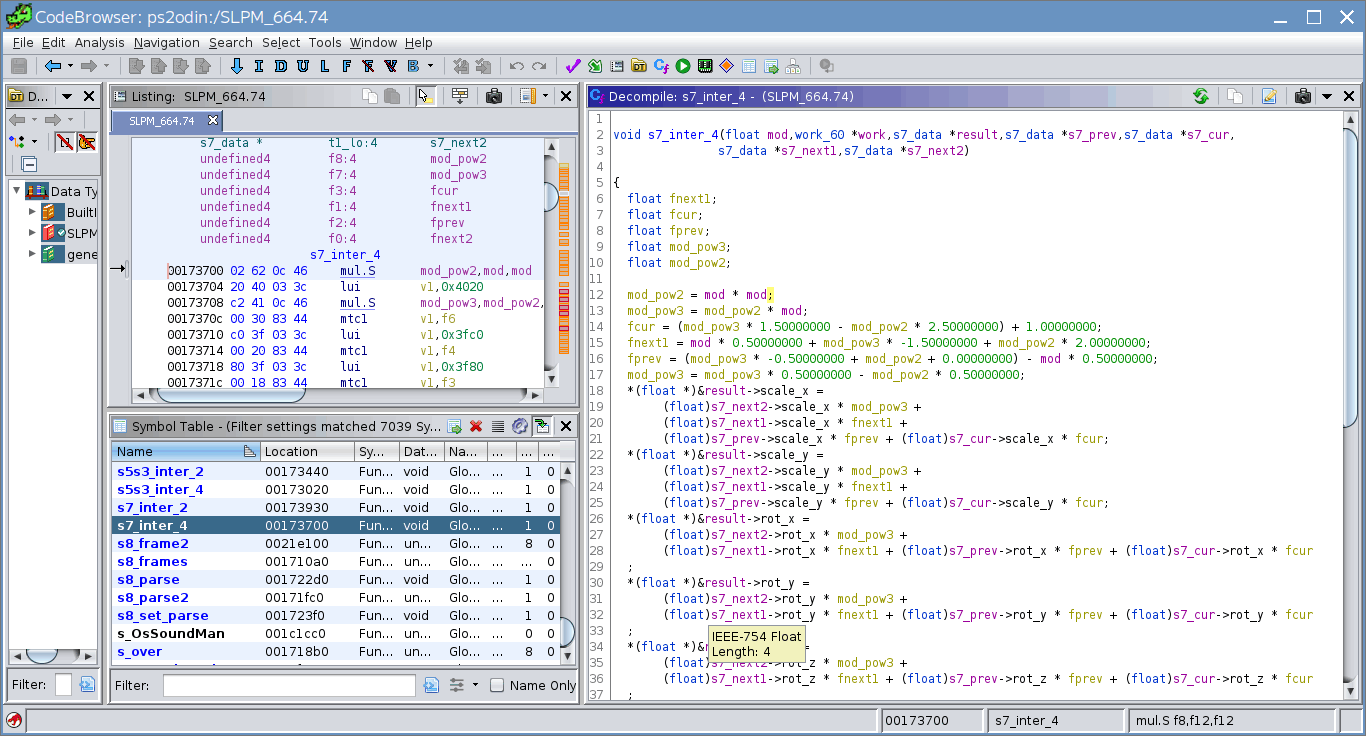 CodeBrowser: ps2odin:/SLPM_664.74
File Edit Analysis Navigation Search Select Tools Window Help
I D U L F R V B
DT D...
Data Ty
BuiltI
SLPM
gene
Filter:
Listing: SLPM_664.74
SLPM_664.74
s7_data * t1_lo:4 s7_next2
undefined4 f8:4 mod_pow2
undefined4 f7:4 mod_pow3
undefined4 f3:4 fcur
undefined4 f1:4 fnext1
undefined4 f2:4 fprev
undefined4 f0:4 fnext2
s7_inter_4
00173700 02 62 0c 46 mul.S mod_pow2,mod,mod
00173704 20 40 03 3c lui v1,0x4020
00173708 c2 41 0c 46 mul.S mod_pow3,mod_pow2,
0017370c 00 30 83 44 mtc1 v1,f6
00173710 c0 3f 03 3c lui v1,0x3fc0
00173714 00 20 83 44 mtc1 v1,f4
00173718 80 3f 03 3c lui v1,0x3f80
0017371c 00 18 83 44 mtc1 v1,f3
Symbol Table - (Filter settings matched 7039 Sy...
Name Location Sy... Dat... Na... ... ... ...
s5s3_inter_2 00173440 Fun... void Glo... ... 1 0
s5s3_inter_4 00173020 Fun... void Glo... ... 1 0
s7_inter_2 00173930 Fun... void Glo... ... 1 0
s7_inter_4 00173700 Fun... void Glo... ... 1 0
s8_frame2 0021e100 Fun... un... Glo... ... 8 0
s8_frames 001710a0 Fun... un... Glo... ... ... 0
s8_parse 001722d0 Fun... void Glo... ... 1 0
s8_parse2 00171fc0 Fun... un... Glo... ... 1 0
s8_set_parse 001723f0 Fun... void Glo... ... 1 0
s_OsSoundMan 001c1cc0 Fun... un... Glo... ... 0 0
s_over 001718b0 Fun... un... Glo... ... 8 0
Filter: Name Only
Decompile: s7_inter_4 - (SLPM_664.74)
1
2 void s7_inter_4(float mod,work_60 *work,s7_data *result,s7_data *s7_prev,s7_data *s7_cur,
3 s7_data *s7_next1,s7_data *s7_next2)
4
5 {
6 float fnext1;
7 float fcur;
8 float fprev;
9 float mod_pow3;
10 float mod_pow2;
11
12 mod_pow2 = mod * mod;
13 mod_pow3 = mod_pow2 * mod;
14 fcur = (mod_pow3 * 1.50000000 - mod_pow2 * 2.50000000) + 1.00000000;
15 fnext1 = mod * 0.50000000 + mod_pow3 * -1.50000000 + mod_pow2 * 2.00000000;
16 fprev = (mod_pow3 * -0.50000000 + mod_pow2 + 0.00000000) - mod * 0.50000000;
17 mod_pow3 = mod_pow3 * 0.50000000 - mod_pow2 * 0.50000000;
18 *(float *)&result->scale_x =
19 (float)s7_next2->scale_x * mod_pow3 +
20 (float)s7_next1->scale_x * fnext1 +
21 (float)s7_prev->scale_x * fprev + (float)s7_cur->scale_x * fcur;
22 *(float *)&result->scale_y =
23 (float)s7_next2->scale_y * mod_pow3 +
24 (float)s7_next1->scale_y * fnext1 +
25 (float)s7_prev->scale_y * fprev + (float)s7_cur->scale_y * fcur;
26 *(float *)&result->rot_x =
27 (float)s7_next2->rot_x * mod_pow3 +
28 (float)s7_next1->rot_x * fnext1 + (float)s7_prev->rot_x * fprev + (float)s7_cur->rot_x * fcur
29 ;
30 *(float *)&result->rot_y =
31 (float)s7_next2->rot_y * mod_pow3 +
32 (float)s7_next1->rot_y * fnext1 + (float)s7_prev->rot_y * fprev + (float)s7_cur->rot_y * fcur
33 ;
IEEE-754 Float
Length: 4
34 *(float *)& =
35 (float)s7_next2->rot_z * mod_pow3 +
36 (float)s7_next1->rot_z * fnext1 + (float)s7_prev->rot_z * fprev + (float)s7_cur->rot_z * fcur
37 ;
00173700 s7_inter_4 mul.S f8,f12,f12